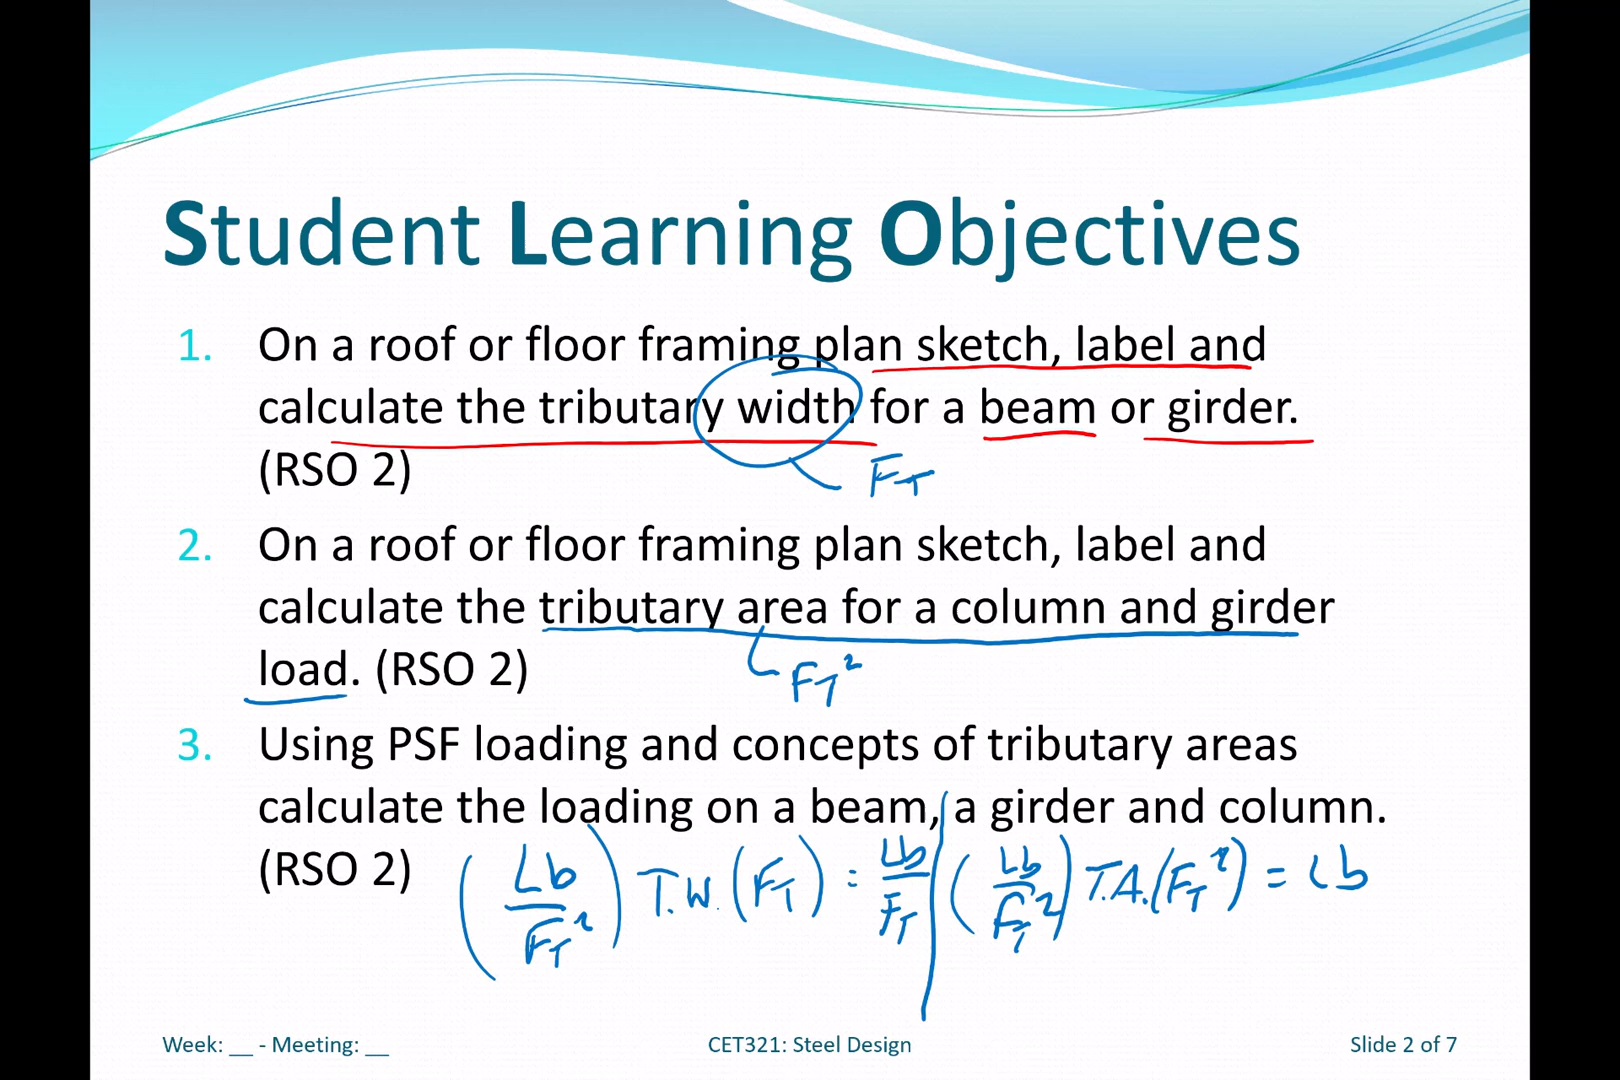 Student Learning Objectives
1. On a roof or floor framing plan sketch, label and
calculate the tributary width for a beam or girder.
(RSO 2)
FT
2. On a roof or floor framing plan sketch, label and
calculate the tributary area for a column and girder
load. (RSO 2)
FT²
3. Using PSF loading and concepts of tributary areas
calculate the loading on a beam, a girder and column.
(RSO 2)
(Lb/FT²) T.W. (FT) = Lb/FT | (Lb/FT²) T.A. (FT²) = Lb
Week: __ - Meeting: __
CET321: Steel Design
Slide 2 of 7